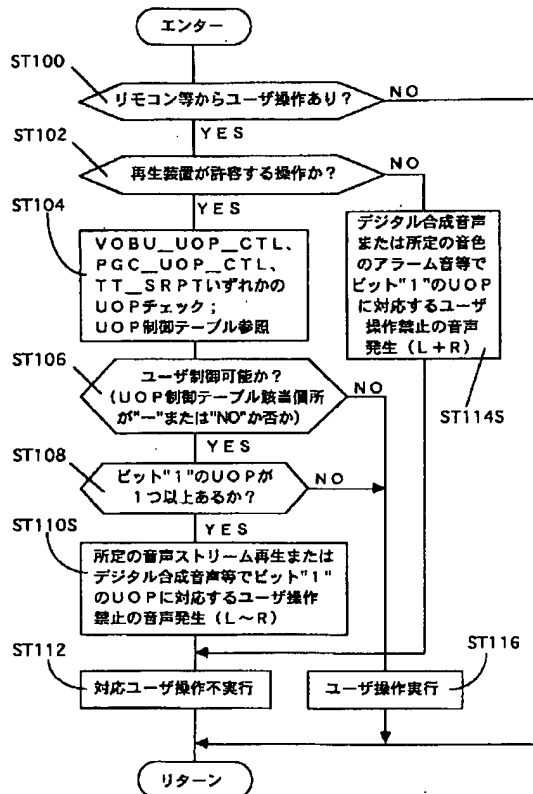 エンター
ST100
リモコン等からユーザ操作あり?
NO
YES
ST102
再生装置が許容する操作か?
NO
YES
ST104
VOBU_UOP_CTL、
PGC_UOP_CTL、
TT_SRPTいずれかの
UOPチェック;
UOP制御テーブル参照
デジタル合成音声
または所定の音色
のアラーム音等で
ビット"1"のUOP
に対応するユーザ
操作禁止の音声
発生(L+R)
ST114S
ST106
ユーザ制御可能か?
(UOP制御テーブル該当個所
が"ー"または"NO"か否か)
NO
YES
ST108
ビット"1"のUOPが
1つ以上あるか?
NO
YES
ST110S
所定の音声ストリーム再生または
デジタル合成音声等でビット"1"
のUOPに対応するユーザ操作
禁止の音声発生(L~R)
ST112
対応ユーザ操作不実行
ST116
ユーザ操作実行
リターン